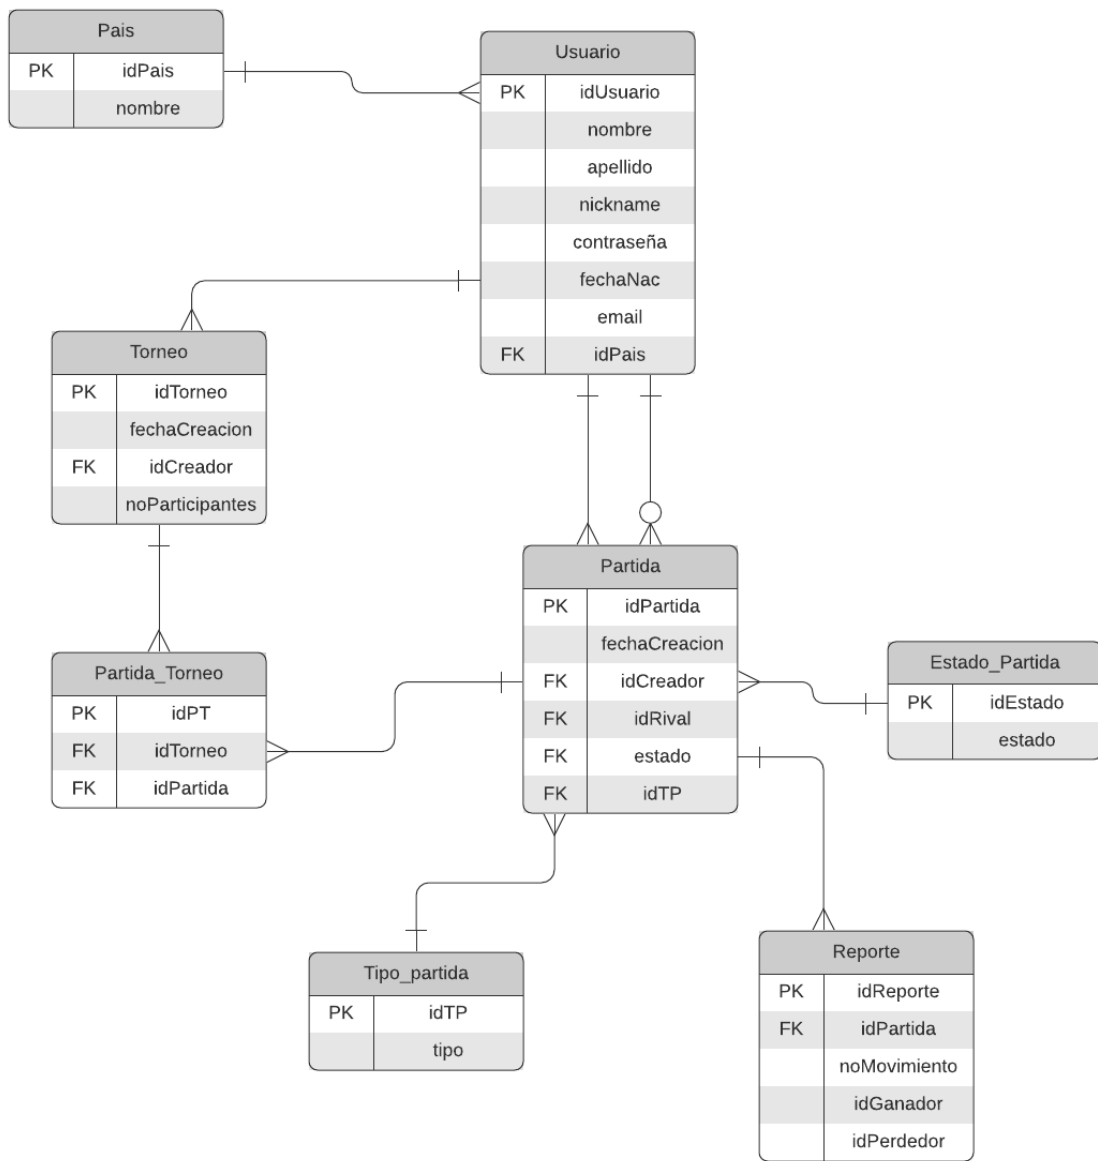 Pais
PK idPais
nombre
Usuario
PK idUsuario
nombre
apellido
nickname
contraseña
fechaNac
email
FK idPais
Torneo
PK idTorneo
fechaCreacion
FK idCreador
noParticipantes
Partida
PK idPartida
fechaCreacion
FK idCreador
FK idRival
FK estado
FK idTP
Partida_Torneo
PK idPT
FK idTorneo
FK idPartida
Estado_Partida
PK idEstado
estado
Tipo_partida
PK idTP
tipo
Reporte
PK idReporte
FK idPartida
noMovimiento
idGanador
idPerdedor